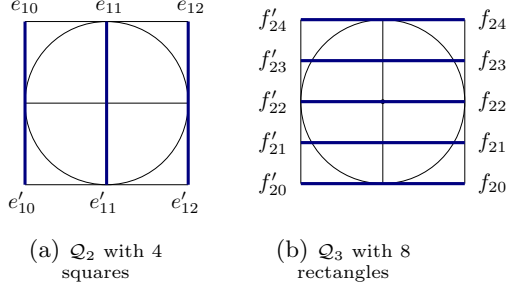 e₁₀ e₁₁ e₁₂
e′₁₀ e′₁₁ e′₁₂
(a) 𝒬₂ with 4
squares
f′₂₄ f₂₄
f′₂₃ f₂₃
f′₂₂ f₂₂
f′₂₁ f₂₁
f′₂₀ f₂₀
(b) 𝒬₃ with 8
rectangles